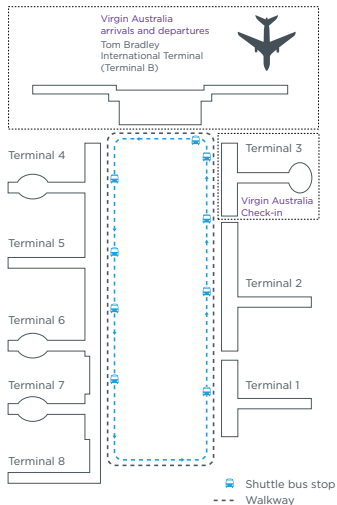 Virgin Australia
arrivals and departures
Tom Bradley
International Terminal
(Terminal B)
Terminal 4
Terminal 3
Virgin Australia
Check-in
Terminal 5
Terminal 2
Terminal 6
Terminal 7
Terminal 1
Terminal 8
Shuttle bus stop
Walkway